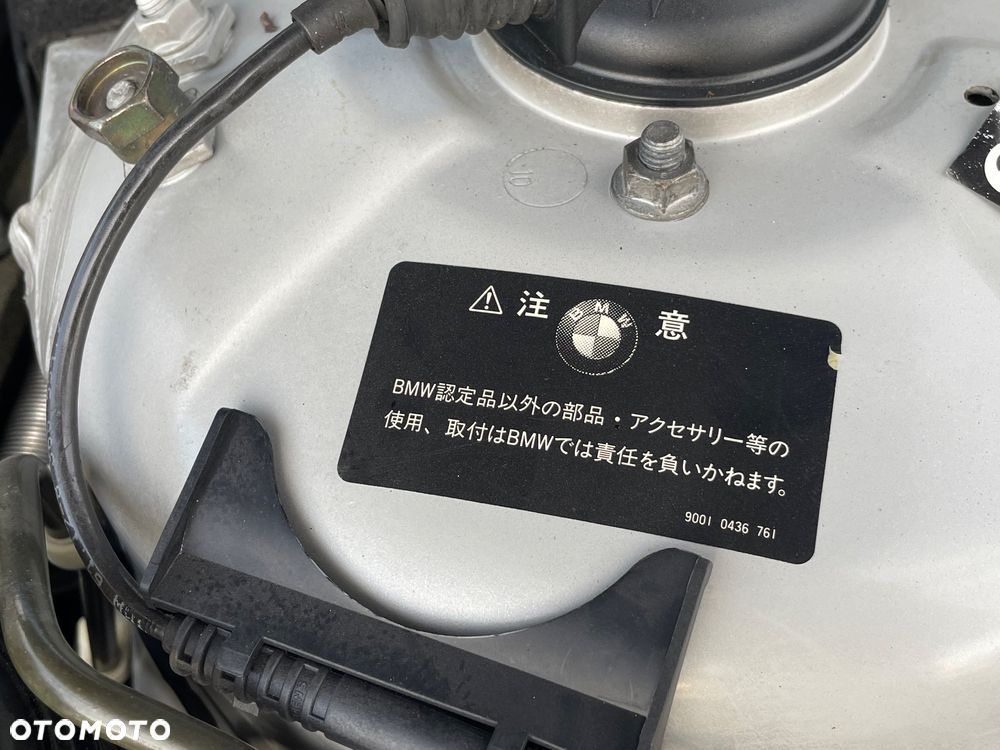 10
注 BMW 意
BMW認定品以外の部品・アクセサリー等の
使用、取付はBMWでは責任を負いかねます。
9001 0436 761
OTOMOTO